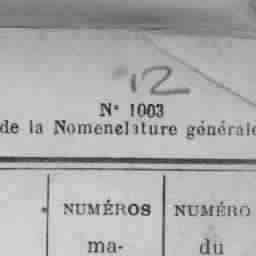 12
N° 1003
de la Nomenclature générale
NUMÉROS NUMÉRO
ma- du